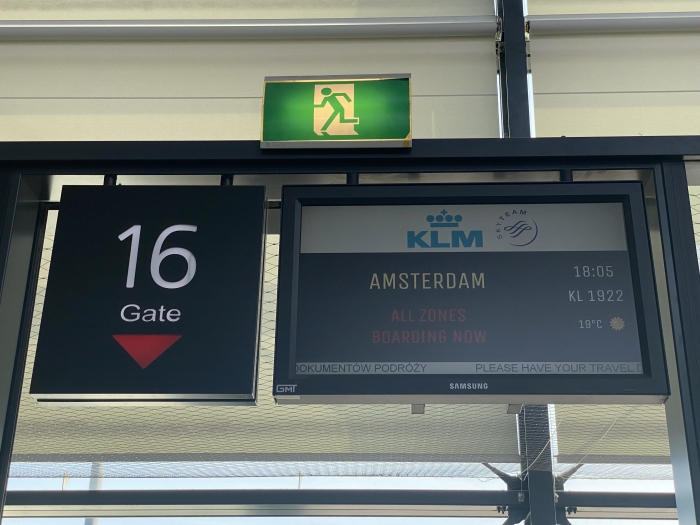 16
Gate
KLM
SKYTEAM
AMSTERDAM
18:05
KL 1922
ALL ZONES
BOARDING NOW
19°C
DOKUMENTÓW PODRÓŻY PLEASE HAVE YOUR TRAVEL D
GMT
SAMSUNG